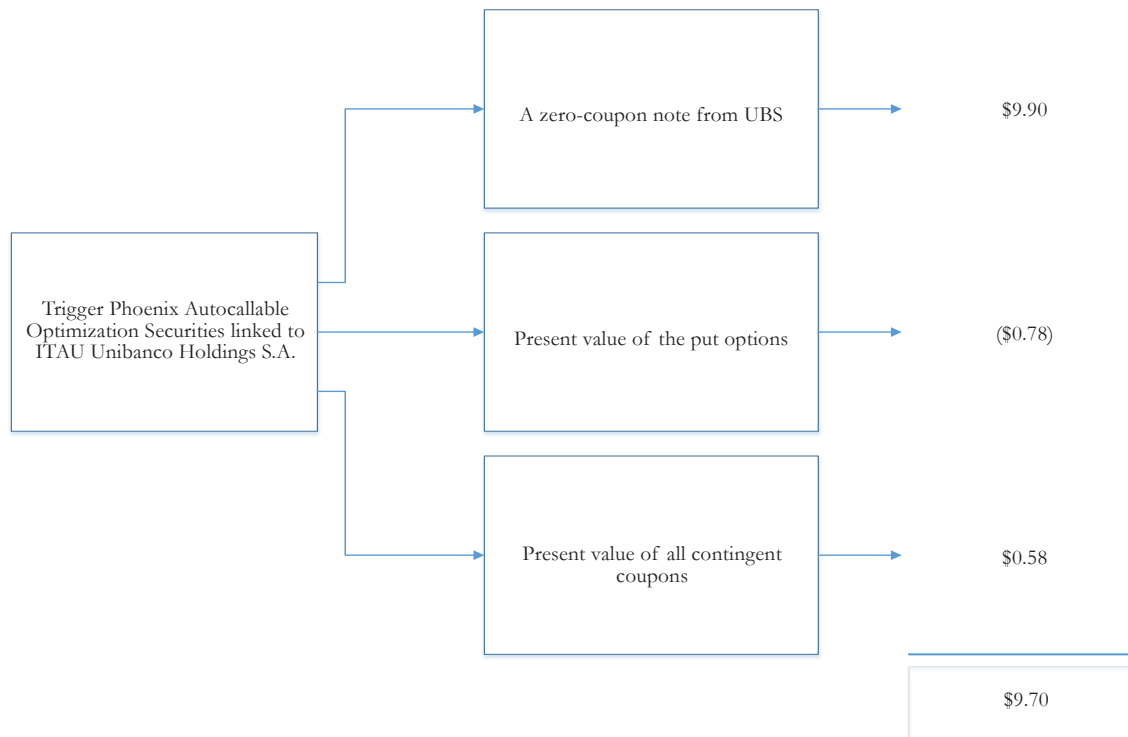 A zero-coupon note from UBS
$9.90
Trigger Phoenix Autocallable
Optimization Securities linked to
ITAU Unibanco Holdings S.A.
Present value of the put options
($0.78)
Present value of all contingent
coupons
$0.58
$9.70